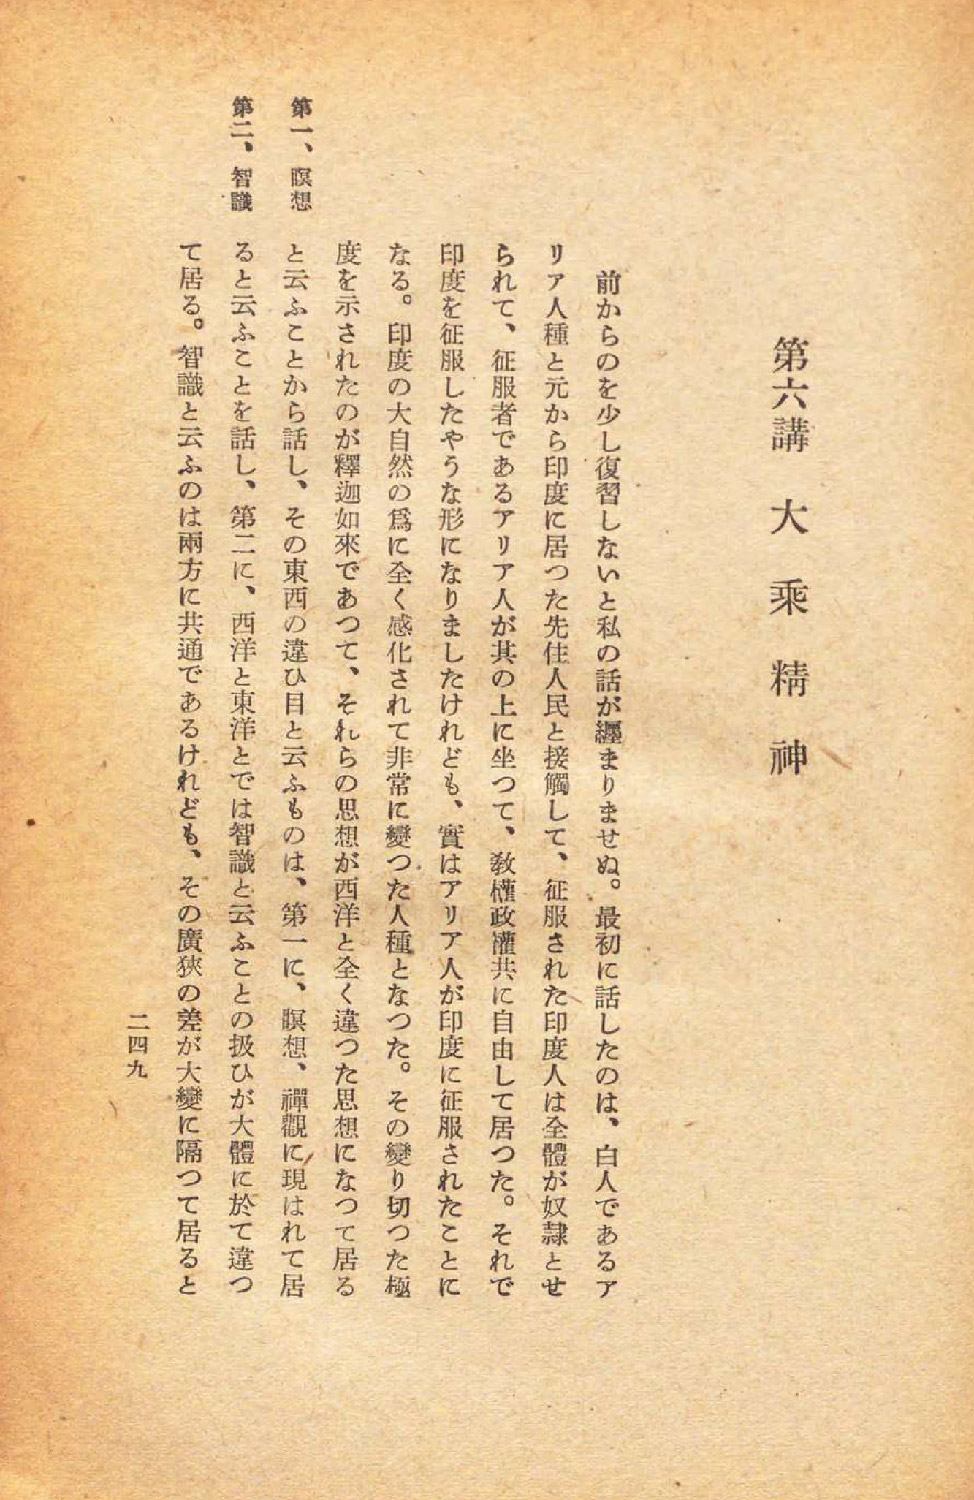 第六講　大乘精神
前からのを少し復習しないと私の話が纒まりませぬ。最初に話したのは、白人であるア
リア人種と元から印度に居つた先住人民と接觸して、征服された印度人は全體が奴隷とせ
られて、征服者であるアリア人が其の上に坐つて、敎權政權共に自由して居つた。それで
印度を征服したやうな形になりましたけれども、實はアリア人が印度に征服されたことに
なる。印度の大自然の爲に全く感化されて非常に變つた人種となつた。その變り切つた極
度を示されたのが釋迦如來であつて、それらの思想が西洋と全く違つた思想になつて居る
第一、瞑想
と云ふことから話し、その東西の違ひ目と云ふものは、第一に、瞑想、禪觀に現はれて居
第二、智識
ると云ふことを話し、第二に、西洋と東洋とでは智識と云ふことの扱ひが大體に於て違つ
て居る。智識と云ふのは兩方に共通であるけれども、その廣狹の差が大變に隔つて居ると
二四九